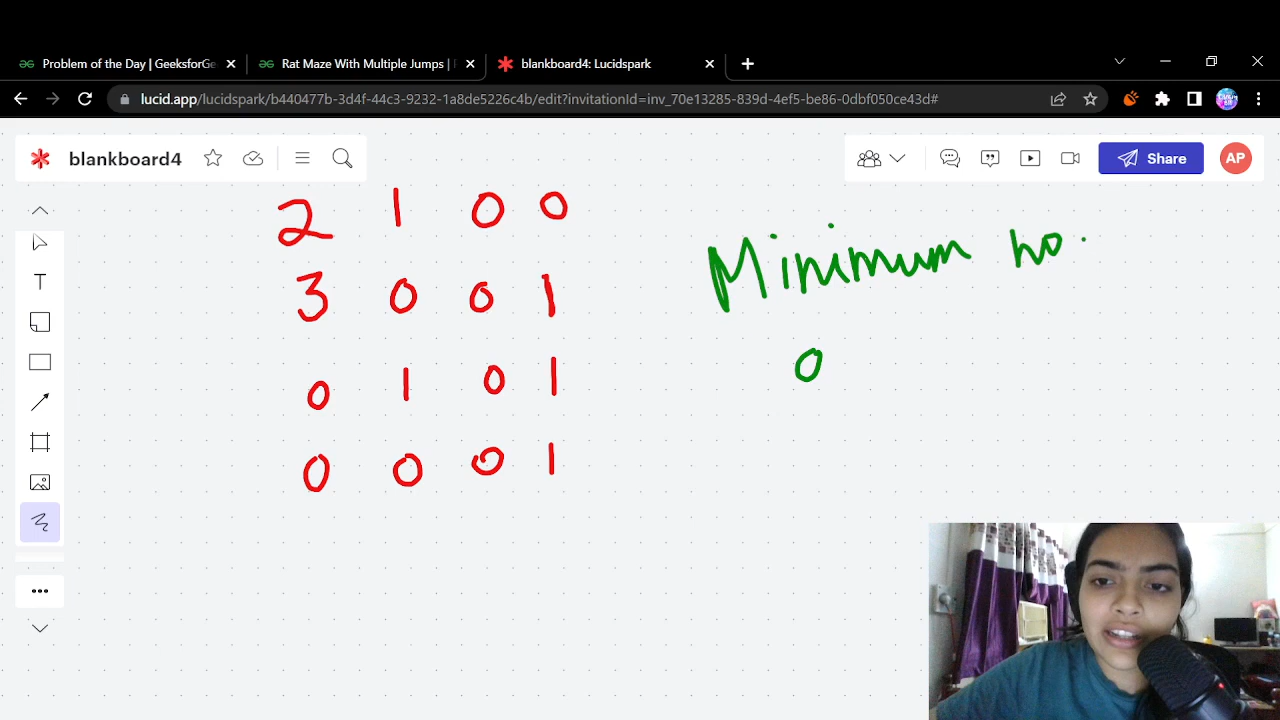 Problem of the Day | GeeksforGe
Rat Maze With Multiple Jumps |
blankboard4: Lucidspark
lucid.app/lucidspark/b440477b-3d4f-44c3-9232-1a8de5226c4b/edit?invitationId=inv_70e13285-839d-4ef5-be86-0dbf050ce43d#
blankboard4
Share
AP
T
2 1 0 0
3 0 0 1
0 1 0 1
0 0 0 1
Minimum no.
0